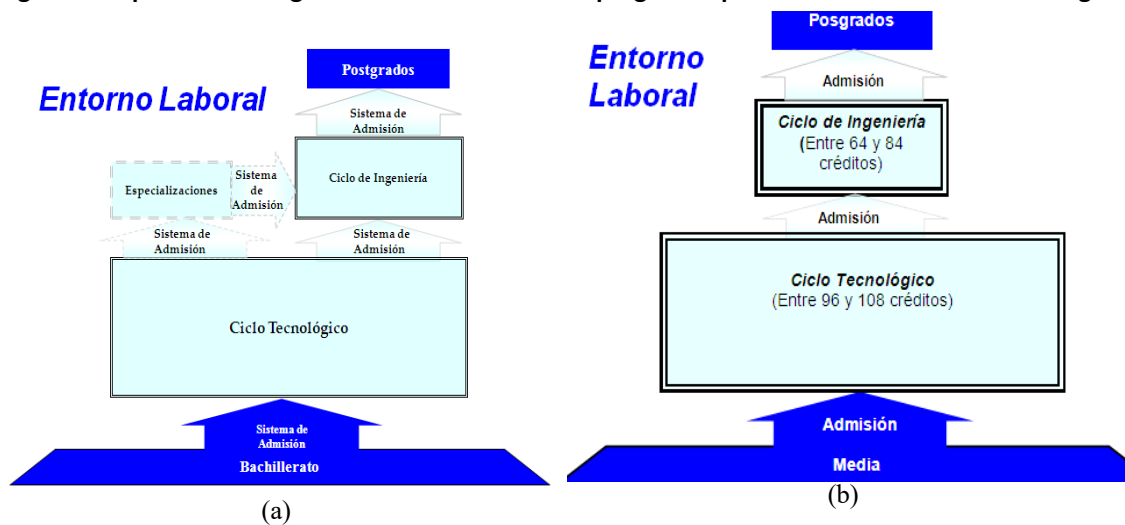 Postgrados
Entorno Laboral
Sistema de
Admisión
Ciclo de Ingeniería
Especializaciones
Sistema
de
Admisión
Sistema de
Admisión
Sistema de
Admisión
Ciclo Tecnológico
Sistema de
Admisión
Bachillerato
(a)
Posgrados
Entorno
Laboral
Admisión
Ciclo de Ingeniería
(Entre 64 y 84
créditos)
Admisión
Ciclo Tecnológico
(Entre 96 y 108 créditos)
Admisión
Media
(b)